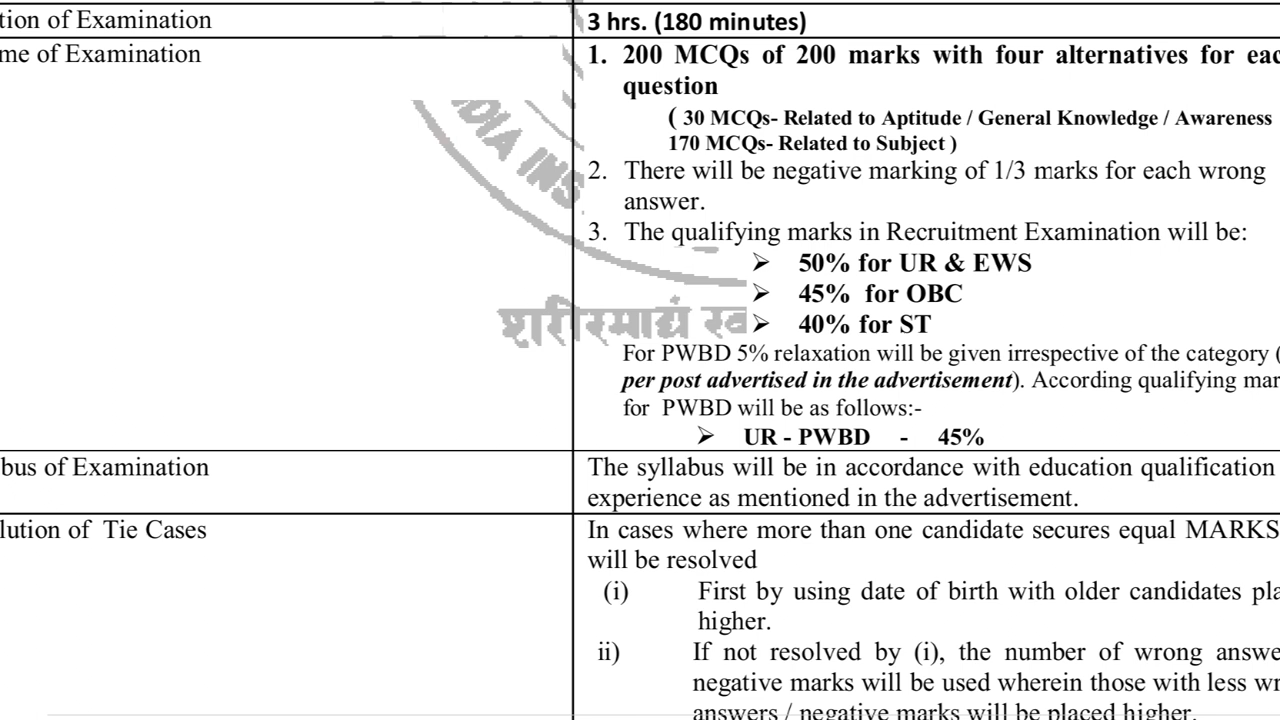 tion of Examination
3 hrs. (180 minutes)
me of Examination
1. 200 MCQs of 200 marks with four alternatives for eac
question
( 30 MCQs- Related to Aptitude / General Knowledge / Awareness
170 MCQs- Related to Subject )
2. There will be negative marking of 1/3 marks for each wrong
answer.
3. The qualifying marks in Recruitment Examination will be:
➢ 50% for UR & EWS
➢ 45% for OBC
➢ 40% for ST
For PWBD 5% relaxation will be given irrespective of the category (
per post advertised in the advertisement). According qualifying mar
for PWBD will be as follows:-
➢ UR - PWBD - 45%
bus of Examination
The syllabus will be in accordance with education qualification
experience as mentioned in the advertisement.
lution of Tie Cases
In cases where more than one candidate secures equal MARKS
will be resolved
(i) First by using date of birth with older candidates pla
higher.
ii) If not resolved by (i), the number of wrong answe
negative marks will be used wherein those with less wr
answers / negative marks will be placed higher.
DIA INS
शरीरमाद्यं ख